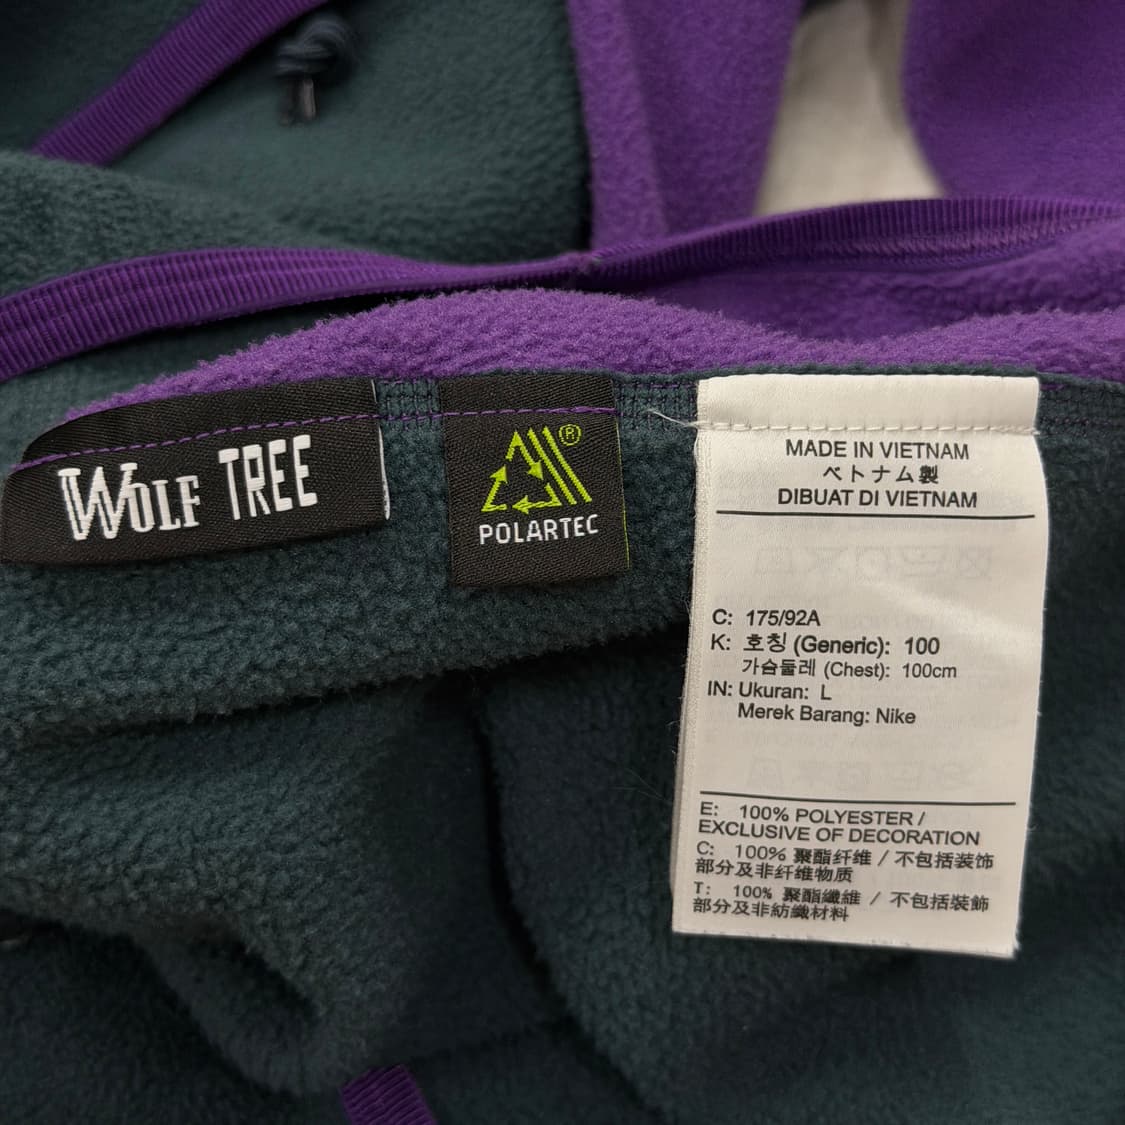 WOLF TREE
®
POLARTEC
MADE IN VIETNAM
ベトナム製
DIBUAT DI VIETNAM
C: 175/92A
K: 호칭 (Generic): 100
가슴둘레 (Chest): 100cm
IN: Ukuran: L
Merek Barang: Nike
E: 100% POLYESTER /
EXCLUSIVE OF DECORATION
C: 100% 聚酯纤维 / 不包括装饰
部分及非纤维物质
T: 100% 聚酯纖維 / 不包括裝飾
部分及非紡織材料